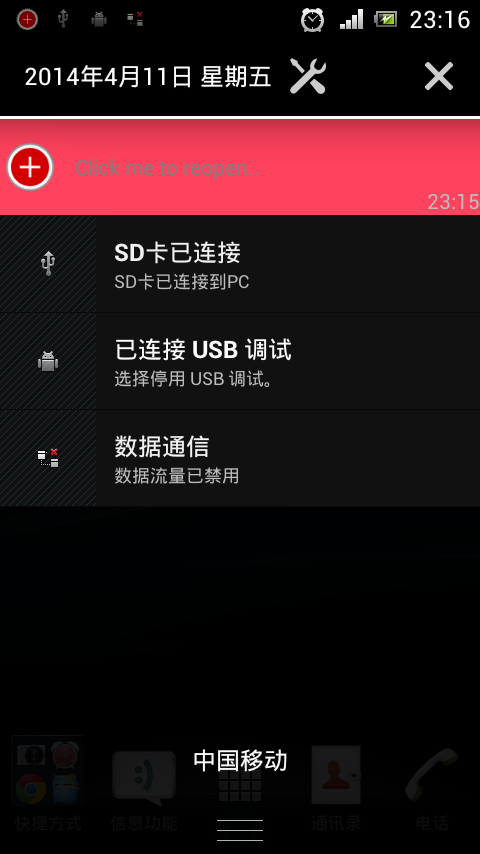 23:16
2014年4月11日 星期五
Click me to reopen..
23:15
SD卡已连接
SD卡已连接到PC
已连接 USB 调试
选择停用 USB 调试。
数据通信
数据流量已禁用
中国移动
快捷方式
信息功能
通讯录
电话